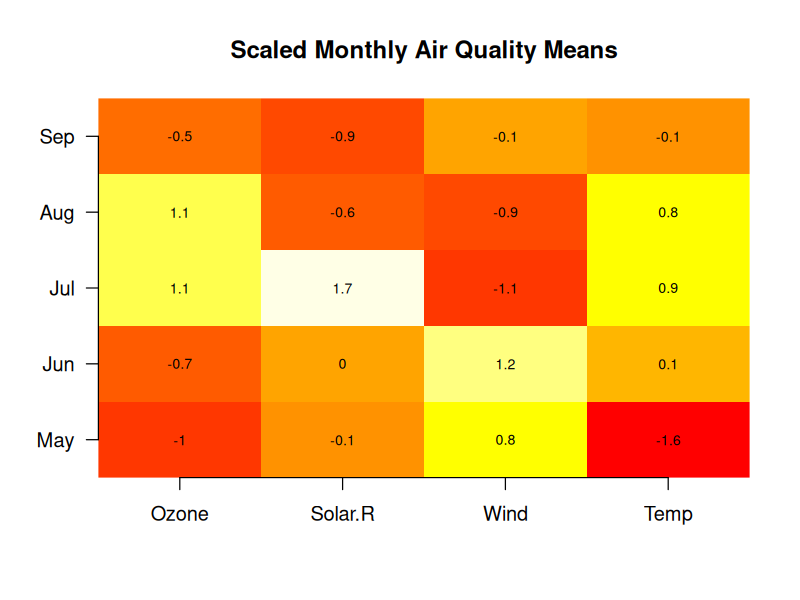 Scaled Monthly Air Quality Means
Sep -0.5 -0.9 -0.1 -0.1
Aug 1.1 -0.6 -0.9 0.8
Jul 1.1 1.7 -1.1 0.9
Jun -0.7 0 1.2 0.1
May -1 -0.1 0.8 -1.6
Ozone Solar.R Wind Temp